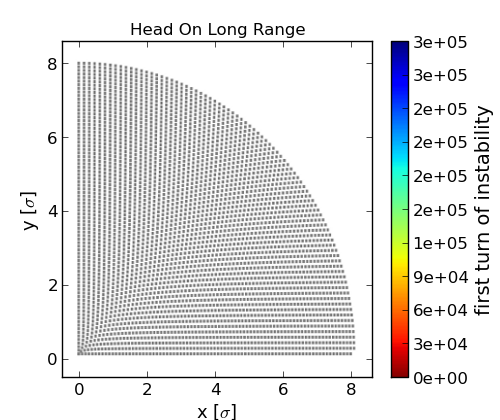 Head On Long Range
8
6
4
2
0
0
2
4
6
8
x [σ]
y [σ]
3e+05
3e+05
2e+05
2e+05
2e+05
2e+05
1e+05
9e+04
6e+04
3e+04
0e+00
first turn of instability